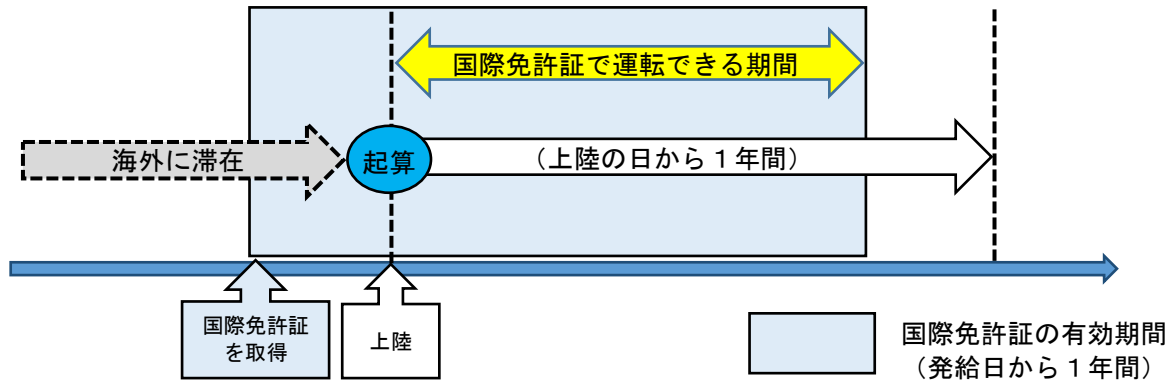 国際免許証で運転できる期間
海外に滞在
起算
（上陸の日から１年間）
国際免許証
を取得
上陸
国際免許証の有効期間
（発給日から１年間）